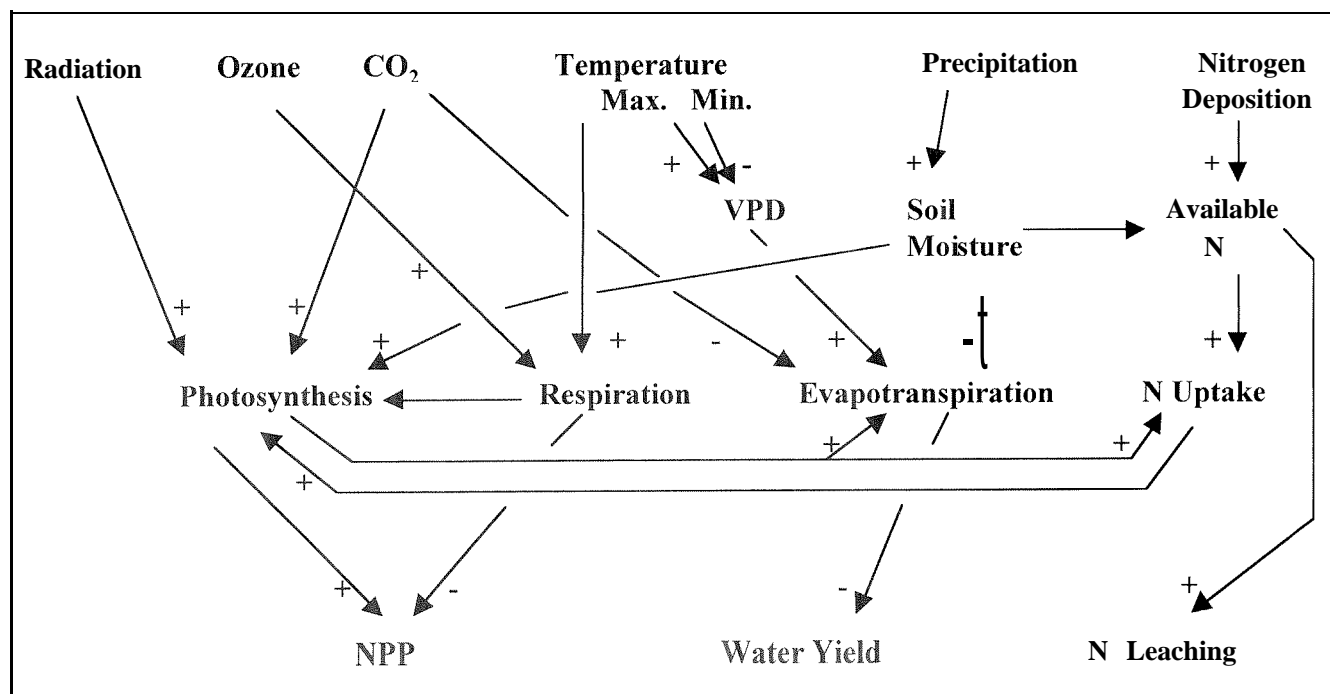 Radiation
Ozone
CO₂
Temperature
Max. Min.
Precipitation
Nitrogen
Deposition
+ -
+
+
VPD
Soil
Moisture
Available
N
+
+
+
+
+
-
+
-
+
Photosynthesis
Respiration
Evapotranspiration
N Uptake
+
+
+
+
-
-
+
NPP
Water Yield
N Leaching